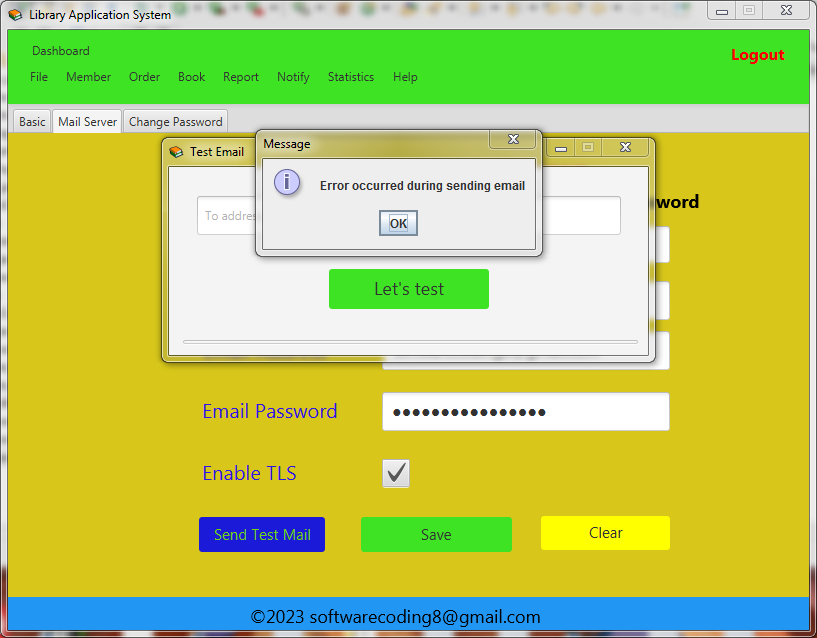 Library Application System
Dashboard
Logout
File Member Order Book Report Notify Statistics Help
Basic Mail Server Change Password
Test Email
Message
Error occurred during sending email
OK
To
Let's test
Email Password
Enable TLS
Send Test Mail Save Clear
©2023 softwarecoding8@gmail.com